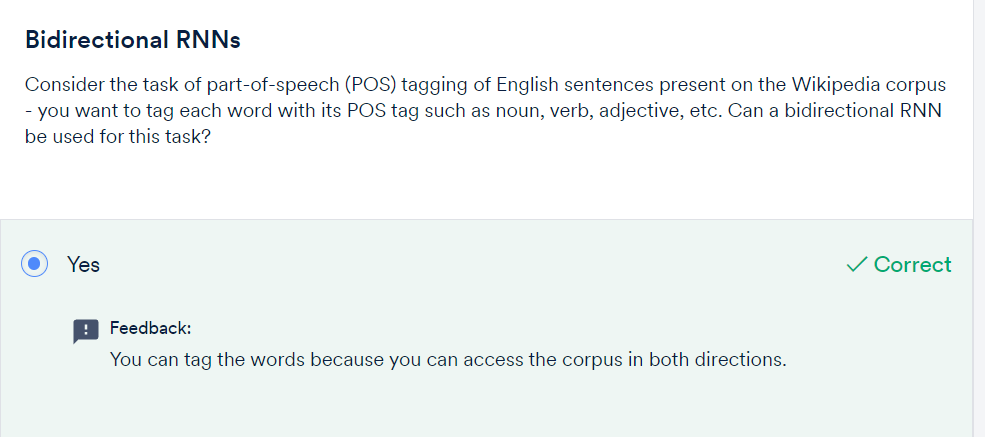 Bidirectional RNNs
Consider the task of part-of-speech (POS) tagging of English sentences present on the Wikipedia corpus
- you want to tag each word with its POS tag such as noun, verb, adjective, etc. Can a bidirectional RNN
be used for this task?
Yes
Correct
Feedback:
You can tag the words because you can access the corpus in both directions.